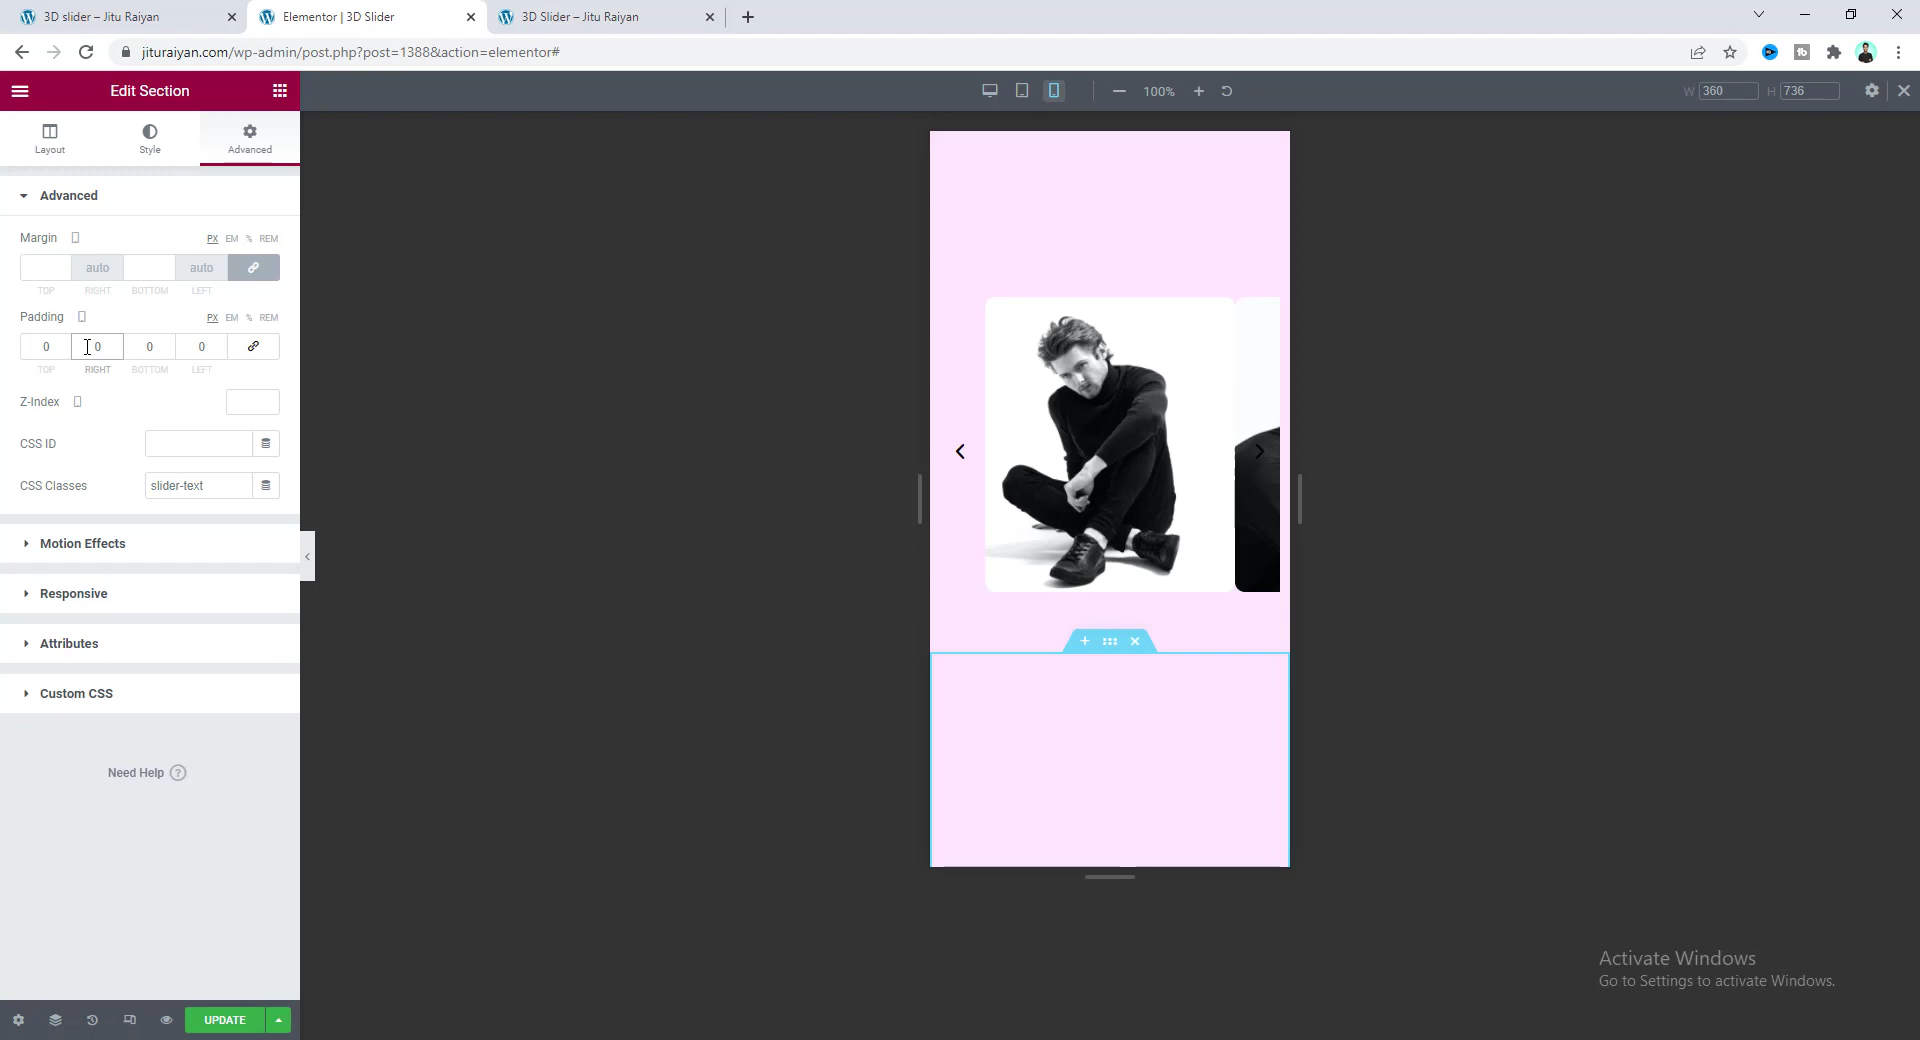 3D slider – Jitu Raiyan
Elementor | 3D Slider
3D Slider – Jitu Raiyan
jituraiyan.com/wp-admin/post.php?post=1388&action=elementor#
Edit Section
100%
W 360 H 736
Layout Style Advanced
Advanced
Margin PX EM % REM
auto auto
TOP RIGHT BOTTOM LEFT
Padding PX EM % REM
0 0 0 0
TOP RIGHT BOTTOM LEFT
Z-Index
CSS ID
CSS Classes slider-text
Motion Effects
Responsive
Attributes
Custom CSS
Need Help ?
Activate Windows
Go to Settings to activate Windows.
UPDATE